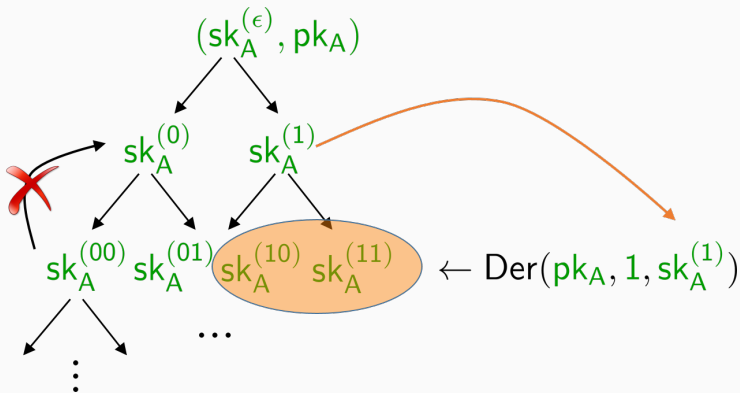 (sk_A^(ϵ), pk_A)
sk_A^(0) sk_A^(1)
sk_A^(00) sk_A^(01) sk_A^(10) sk_A^(11) ← Der(pk_A, 1, sk_A^(1))
⋯
⋮